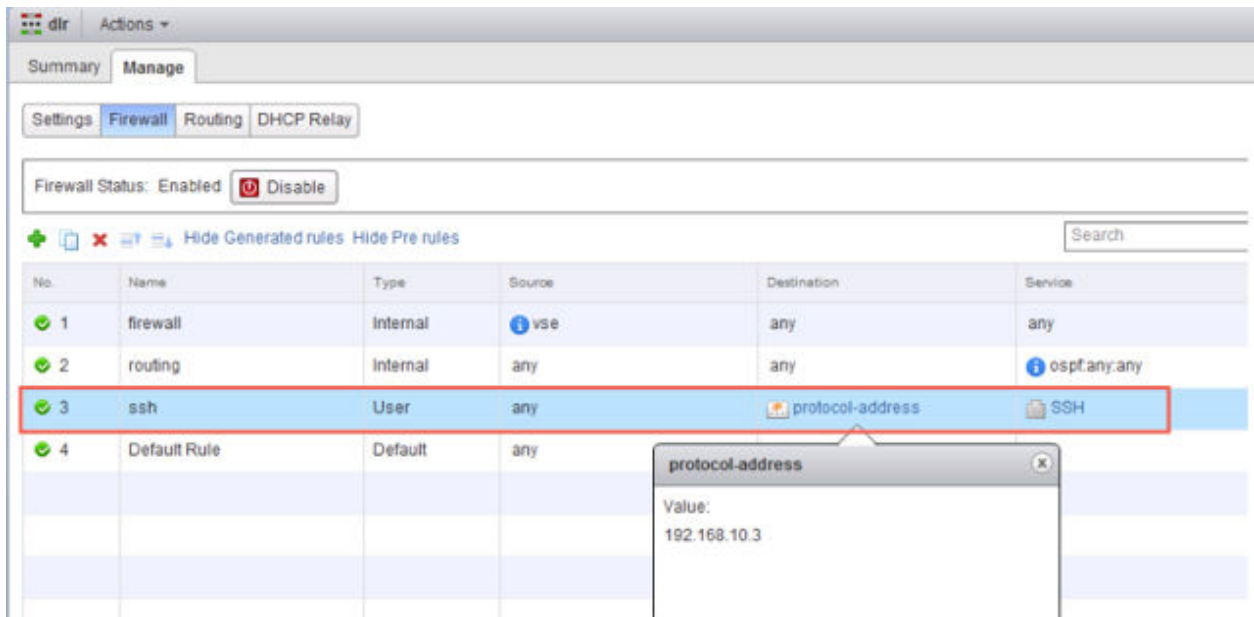 dlr Actions
Summary Manage
Settings Firewall Routing DHCP Relay
Firewall Status: Enabled Disable
Hide Generated rules Hide Pre rules Search
No. Name Type Source Destination Service
1 firewall Internal vse any any
2 routing Internal any any ospf:any:any
3 ssh User any protocol-address SSH
4 Default Rule Default any
protocol-address
Value:
192.168.10.3